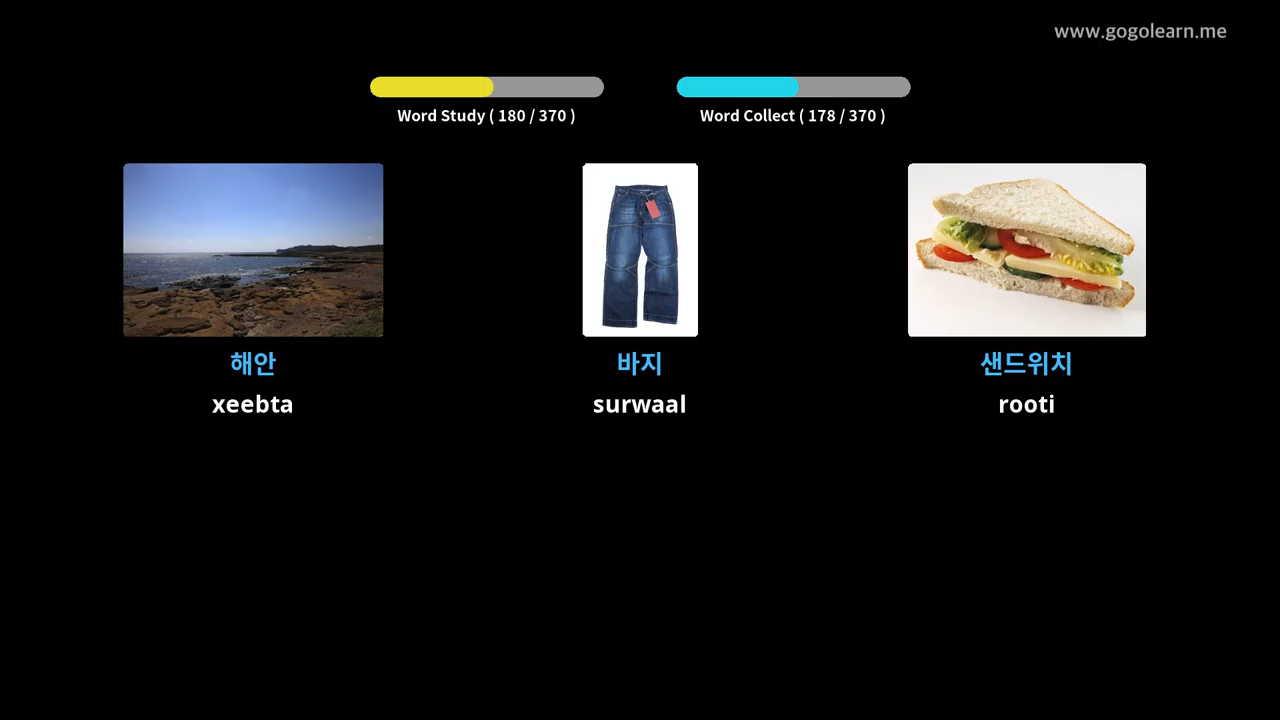 www.gogolearn.me
Word Study ( 180 / 370 )
Word Collect ( 178 / 370 )
해안
바지
샌드위치
xeebta
surwaal
rooti